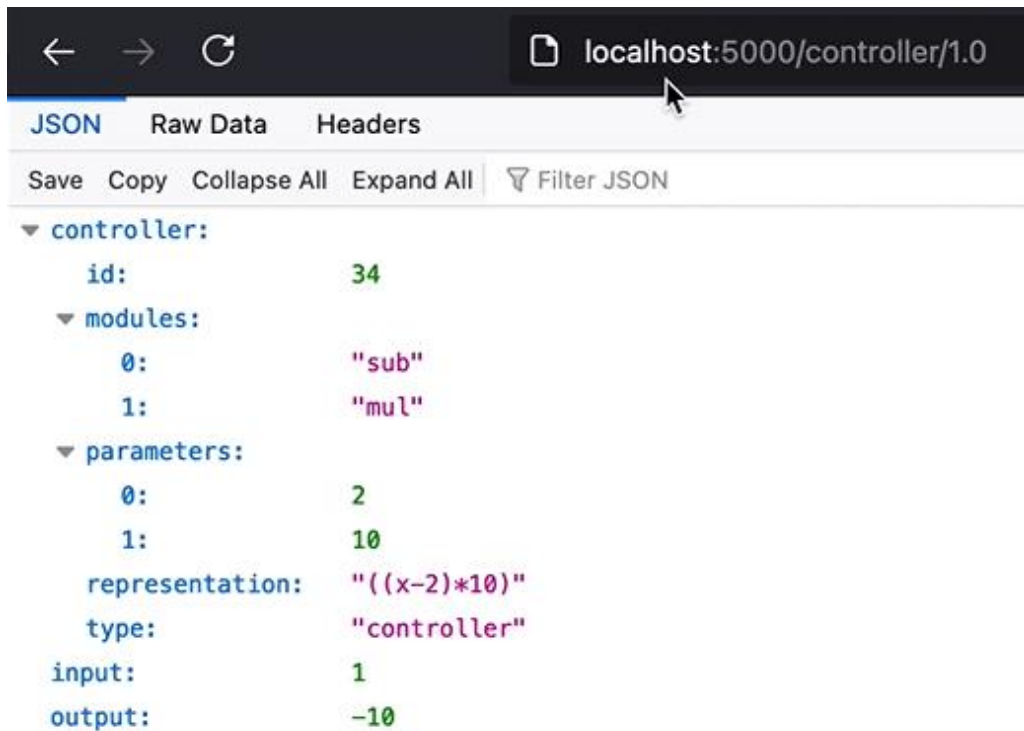 localhost:5000/controller/1.0
JSON Raw Data Headers
Save Copy Collapse All Expand All Filter JSON
controller:
id: 34
modules:
0: "sub"
1: "mul"
parameters:
0: 2
1: 10
representation: "((x-2)*10)"
type: "controller"
input: 1
output: -10